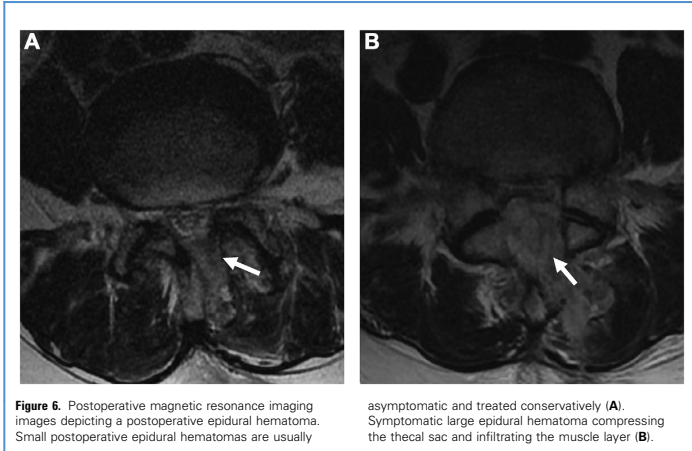 A
B
Figure 6. Postoperative magnetic resonance imaging
images depicting a postoperative epidural hematoma.
Small postoperative epidural hematomas are usually
asymptomatic and treated conservatively (A).
Symptomatic large epidural hematoma compressing
the thecal sac and infiltrating the muscle layer (B).